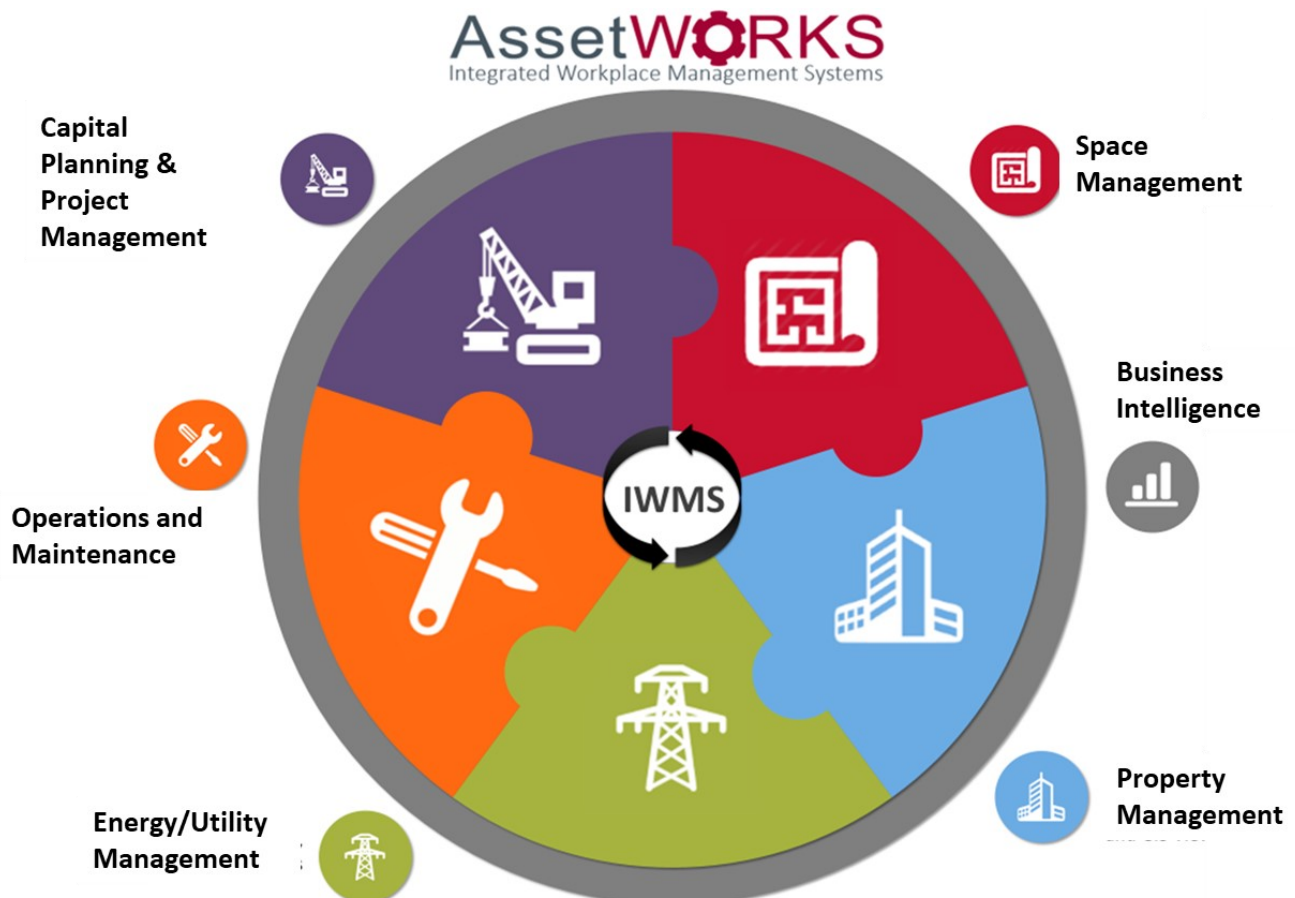 AssetWORKS
Integrated Workplace Management Systems
Capital
Planning &
Project
Management
Space
Management
Business
Intelligence
Operations and
Maintenance
IWMS
Energy/Utility
Management
Property
Management